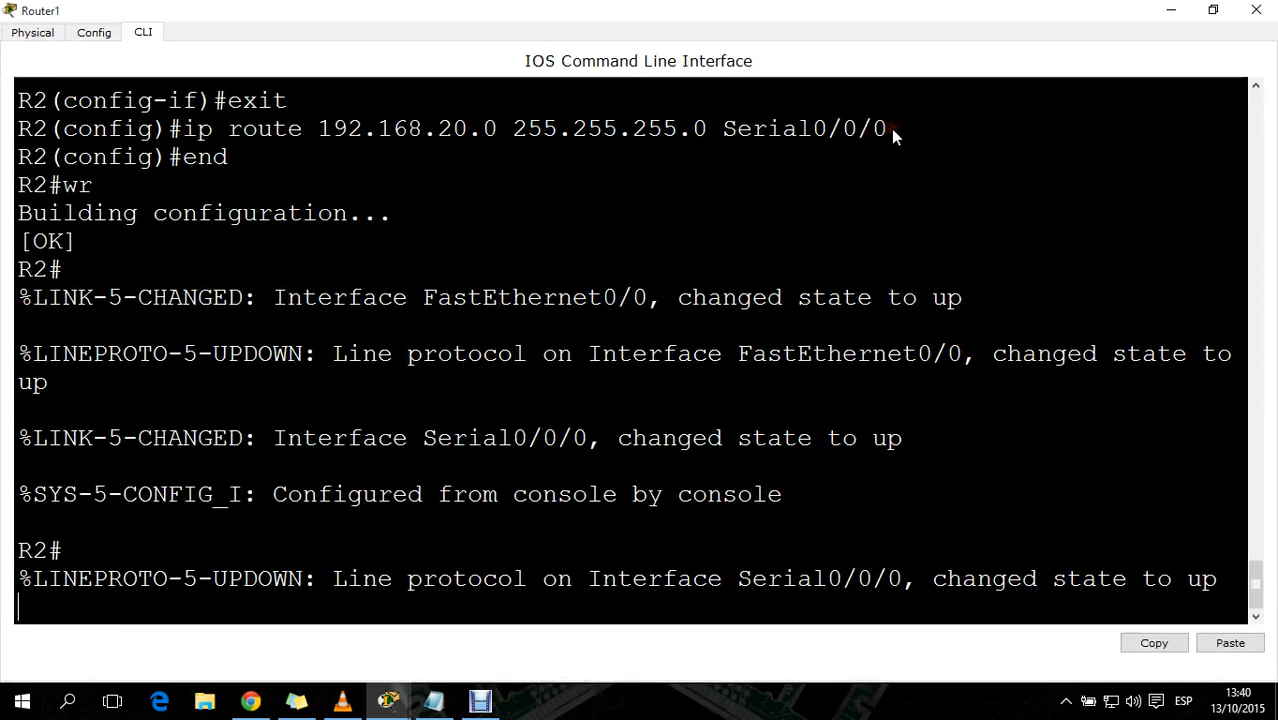 Router1
Physical Config CLI
IOS Command Line Interface
R2(config-if)#exit
R2(config)#ip route 192.168.20.0 255.255.255.0 Serial0/0/0
R2(config)#end
R2#wr
Building configuration...
[OK]
R2#
%LINK-5-CHANGED: Interface FastEthernet0/0, changed state to up
%LINEPROTO-5-UPDOWN: Line protocol on Interface FastEthernet0/0, changed state to
up
%LINK-5-CHANGED: Interface Serial0/0/0, changed state to up
%SYS-5-CONFIG_I: Configured from console by console
R2#
%LINEPROTO-5-UPDOWN: Line protocol on Interface Serial0/0/0, changed state to up
Copy Paste
ESP
13:40
13/10/2015